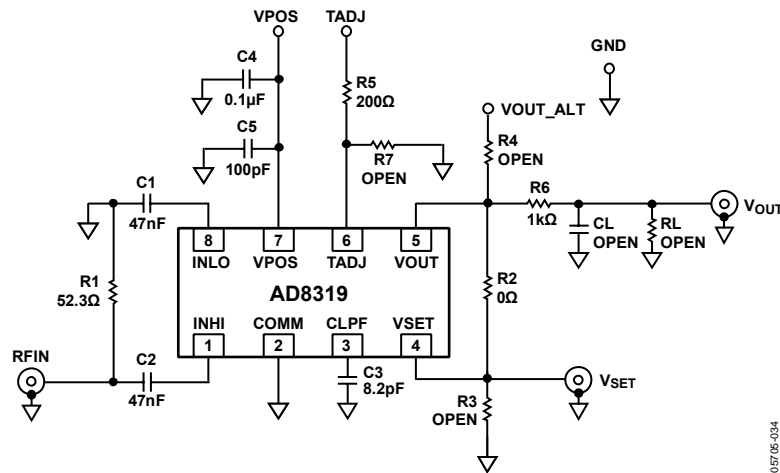 VPOS
TADJ
GND
C4
0.1µF
R5
200Ω
VOUT_ALT
C5
100pF
R7
OPEN
R4
OPEN
C1
47nF
R6
1kΩ
VOUT
CL
OPEN
RL
OPEN
8
7
6
5
INLO
VPOS
TADJ
VOUT
R1
52.3Ω
R2
0Ω
AD8319
INHI
COMM
CLPF
VSET
1
2
3
4
RFIN
C2
47nF
C3
8.2pF
VSET
R3
OPEN
05705-034